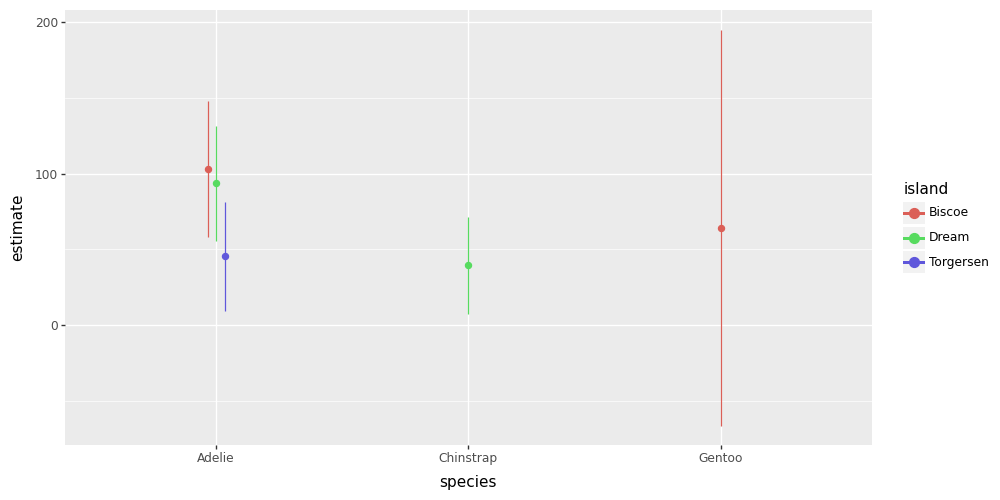 200
100
0
estimate
Adelie
Chinstrap
Gentoo
species
island
Biscoe
Dream
Torgersen